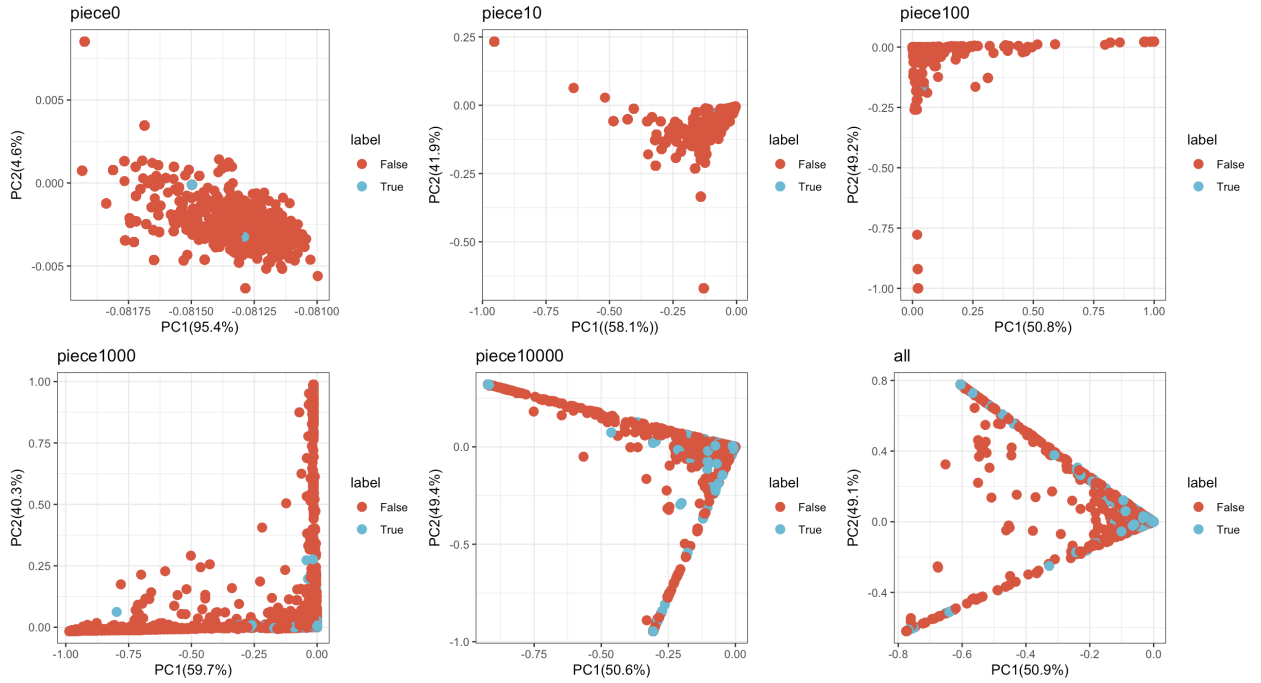 piece0
0.005
0.000
-0.005
-0.08175
-0.08150
-0.08125
-0.08100
PC1(95.4%)
PC2(4.6%)
label
False
True
piece10
0.25
0.00
-0.25
-0.50
-1.00
-0.75
-0.50
-0.25
0.00
PC1((58.1%))
PC2(41.9%)
label
False
True
piece100
0.00
-0.25
-0.50
-0.75
-1.00
0.00
0.25
0.50
0.75
1.00
PC1(50.8%)
PC2(49.2%)
label
False
True
piece1000
1.00
0.75
0.50
0.25
0.00
-1.00
-0.75
-0.50
-0.25
0.00
PC1(59.7%)
PC2(40.3%)
label
False
True
piece10000
0.0
-0.5
-1.0
-0.75
-0.50
-0.25
0.00
PC1(50.6%)
PC2(49.4%)
label
False
True
all
0.8
0.4
0.0
-0.4
-0.8
-0.6
-0.4
-0.2
0.0
PC1(50.9%)
PC2(49.1%)
label
False
True